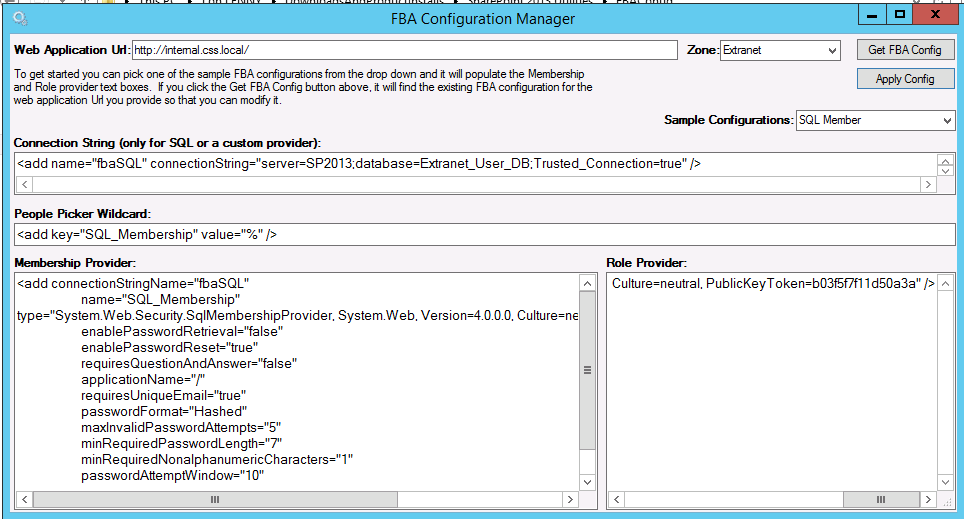 FBA Configuration Manager
Web Application Url: http://internal.css.local/ Zone: Extranet Get FBA Config
To get started you can pick one of the sample FBA configurations from the drop down and it will populate the Membership
and Role provider text boxes. If you click the Get FBA Config button above, it will find the existing FBA configuration for the
web application Url you provide so that you can modify it.
Apply Config
Sample Configurations: SQL Member
Connection String (only for SQL or a custom provider):
<add name="fbaSQL" connectionString="server=SP2013;database=Extranet_User_DB;Trusted_Connection=true" />
People Picker Wildcard:
<add key="SQL_Membership" value="%" />
Membership Provider:
<add connectionStringName="fbaSQL"
name="SQL_Membership"
type="System.Web.Security.SqlMembershipProvider, System.Web, Version=4.0.0.0, Culture=ne
enablePasswordRetrieval="false"
enablePasswordReset="true"
requiresQuestionAndAnswer="false"
applicationName="/"
requiresUniqueEmail="true"
passwordFormat="Hashed"
maxInvalidPasswordAttempts="5"
minRequiredPasswordLength="7"
minRequiredNonalphanumericCharacters="1"
passwordAttemptWindow="10"
Role Provider:
Culture=neutral, PublicKeyToken=b03f5f7f11d50a3a" />